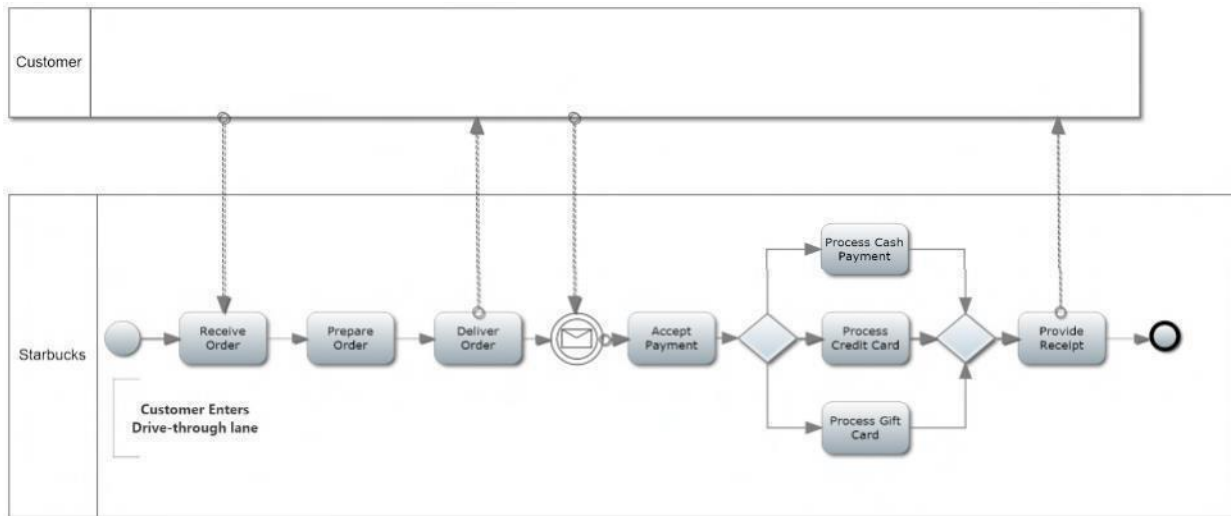 Customer
Starbucks
Receive
Order
Prepare
Order
Deliver
Order
Accept
Payment
Process Cash
Payment
Process
Credit Card
Process Gift
Card
Provide
Receipt
Customer Enters
Drive-through lane